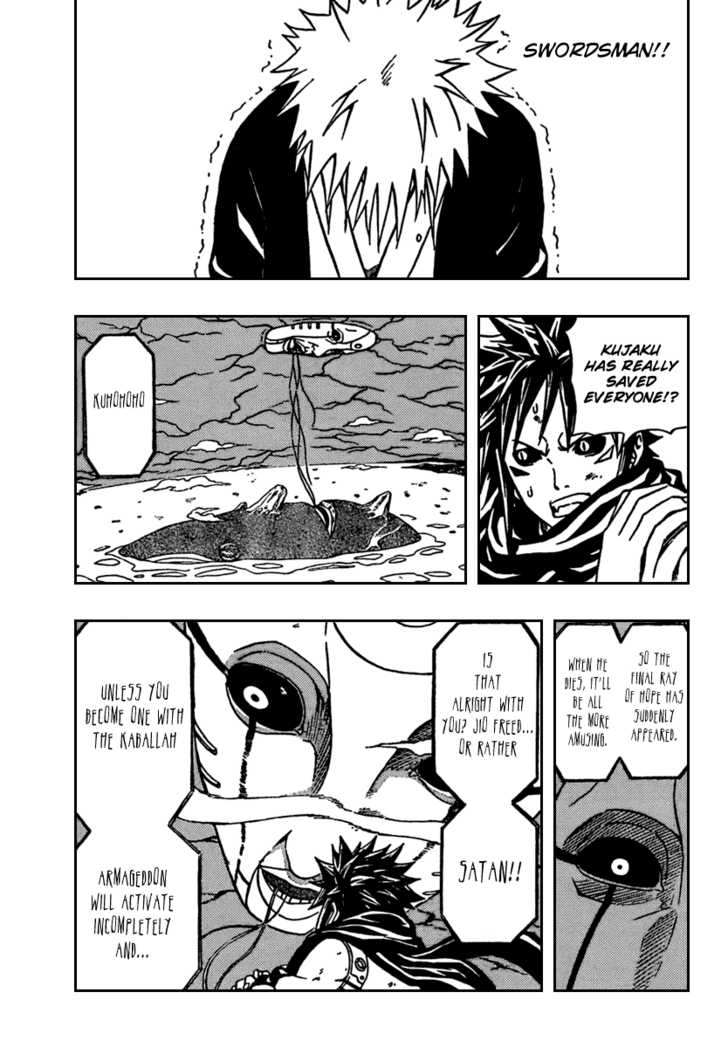 SWORDSMAN!!
KUJAKU
HAS REALLY
SAVED
EVERYONE!?
KUHOHOHO
SO THE
FINAL RAY
OF HOPE HAS
SUDDENLY
APPEARED.
WHEN HE
DIES, IT'LL
BE ALL
THE MORE
AMUSING.
IS
THAT
ALRIGHT WITH
YOU? JIO FREED...
OR RATHER
SATAN!!
UNLESS YOU
BECOME ONE WITH
THE KABALLAH
ARMAGEDDON
WILL ACTIVATE
INCOMPLETELY
AND...